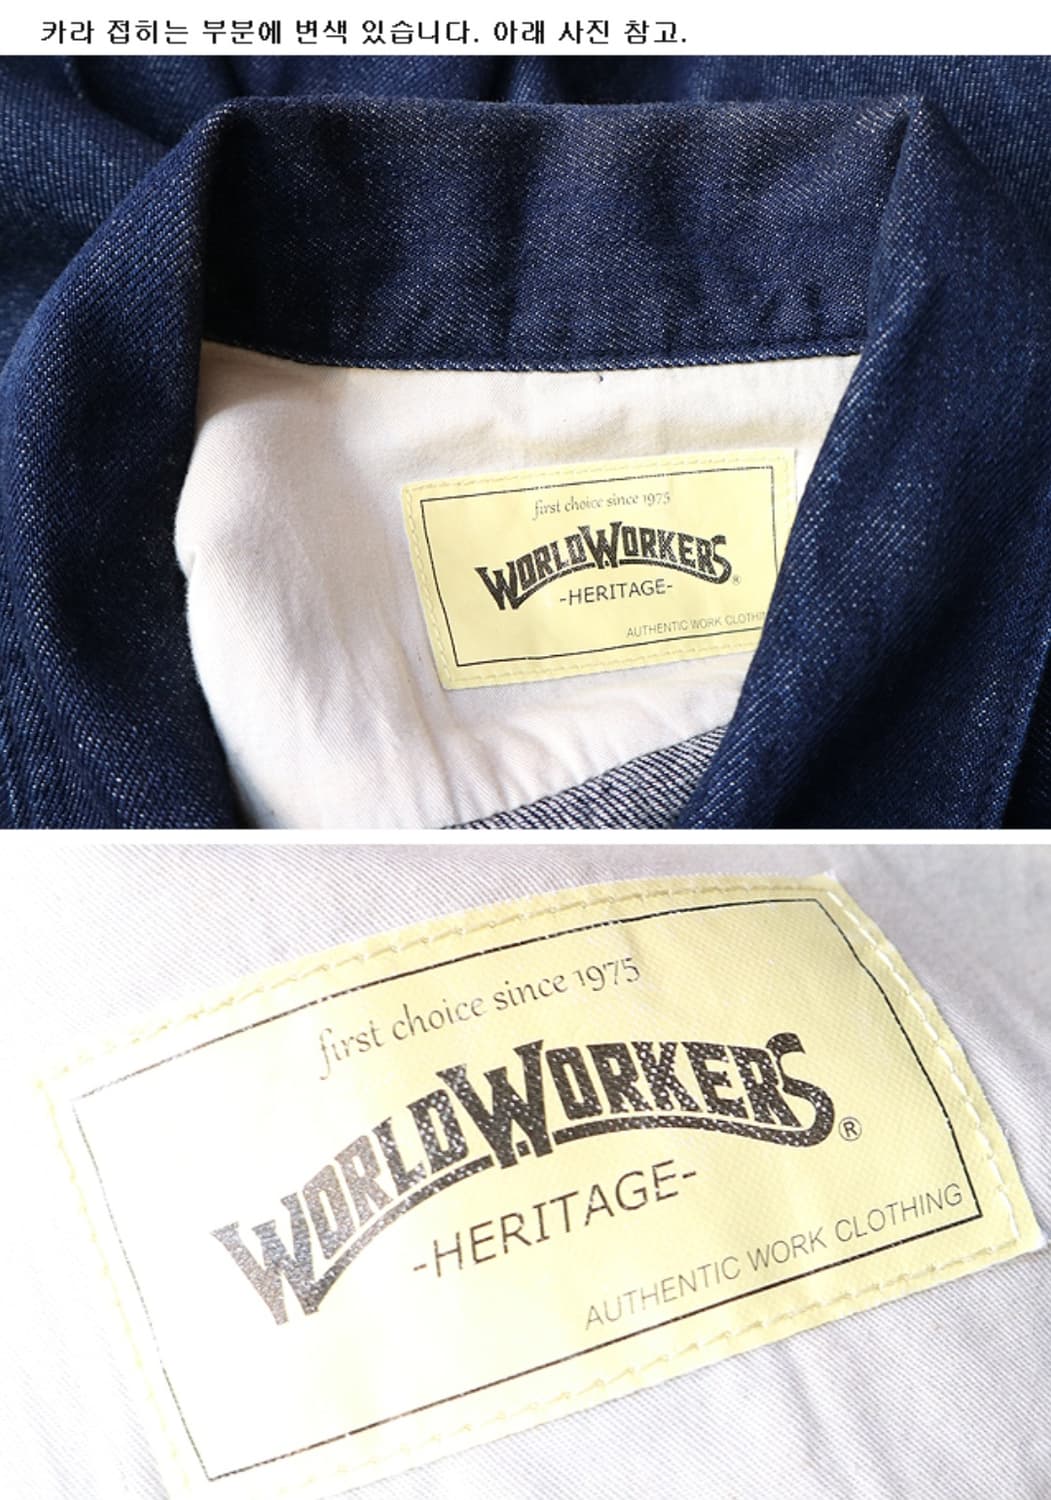 카라 접히는 부분에 변색 있습니다. 아래 사진 참고.
first choice since 1975
WORLD WORKERS®
-HERITAGE-
AUTHENTIC WORK CLOTHIN
first choice since 1975
WORLD WORKERS®
-HERITAGE-
AUTHENTIC WORK CLOTHING